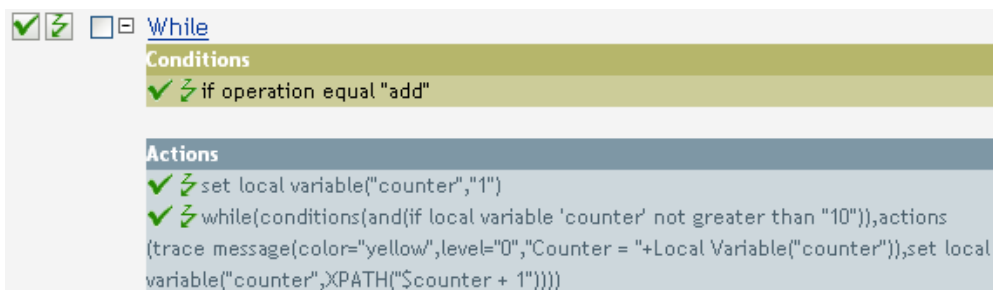 While
Conditions
if operation equal "add"
Actions
set local variable("counter","1")
while(conditions(and(if local variable 'counter' not greater than "10")),actions
(trace message(color="yellow",level="0","Counter = "+Local Variable("counter")),set local
variable("counter",XPATH("$counter + 1"))))